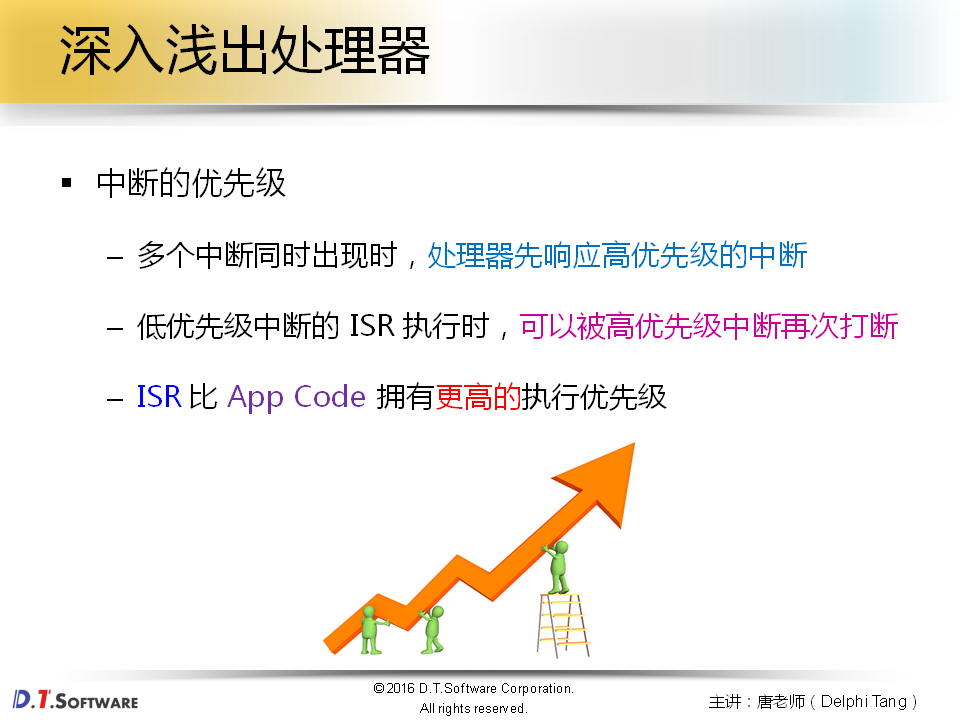 深入浅出处理器
▪ 中断的优先级
– 多个中断同时出现时，处理器先响应高优先级的中断
– 低优先级中断的 ISR 执行时，可以被高优先级中断再次打断
– ISR 比 App Code 拥有更高的执行优先级
D.T.SOFTWARE
©2016 D.T.Software Corporation.
All rights reserved.
主讲：唐老师（Delphi Tang）